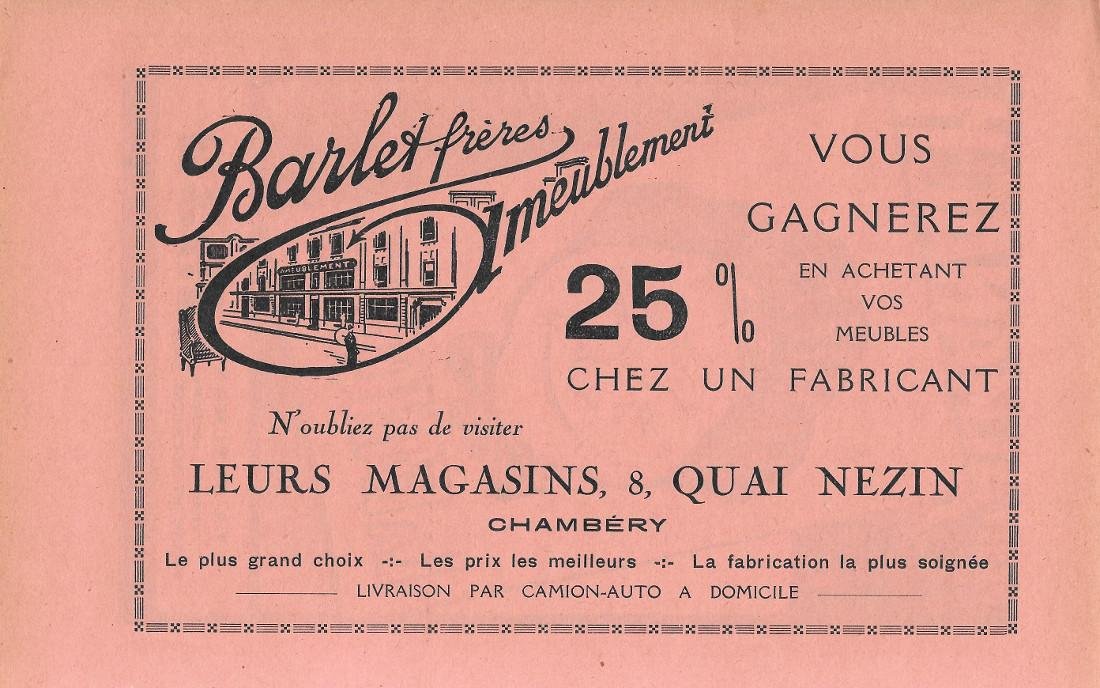 Barlet frères
Ameublement
AMEUBLEMENT
VOUS
GAGNEREZ
25 %
EN ACHETANT
VOS
MEUBLES
CHEZ UN FABRICANT
N'oubliez pas de visiter
LEURS MAGASINS, 8, QUAI NEZIN
CHAMBÉRY
Le plus grand choix -:- Les prix les meilleurs -:- La fabrication la plus soignée
LIVRAISON PAR CAMION-AUTO A DOMICILE